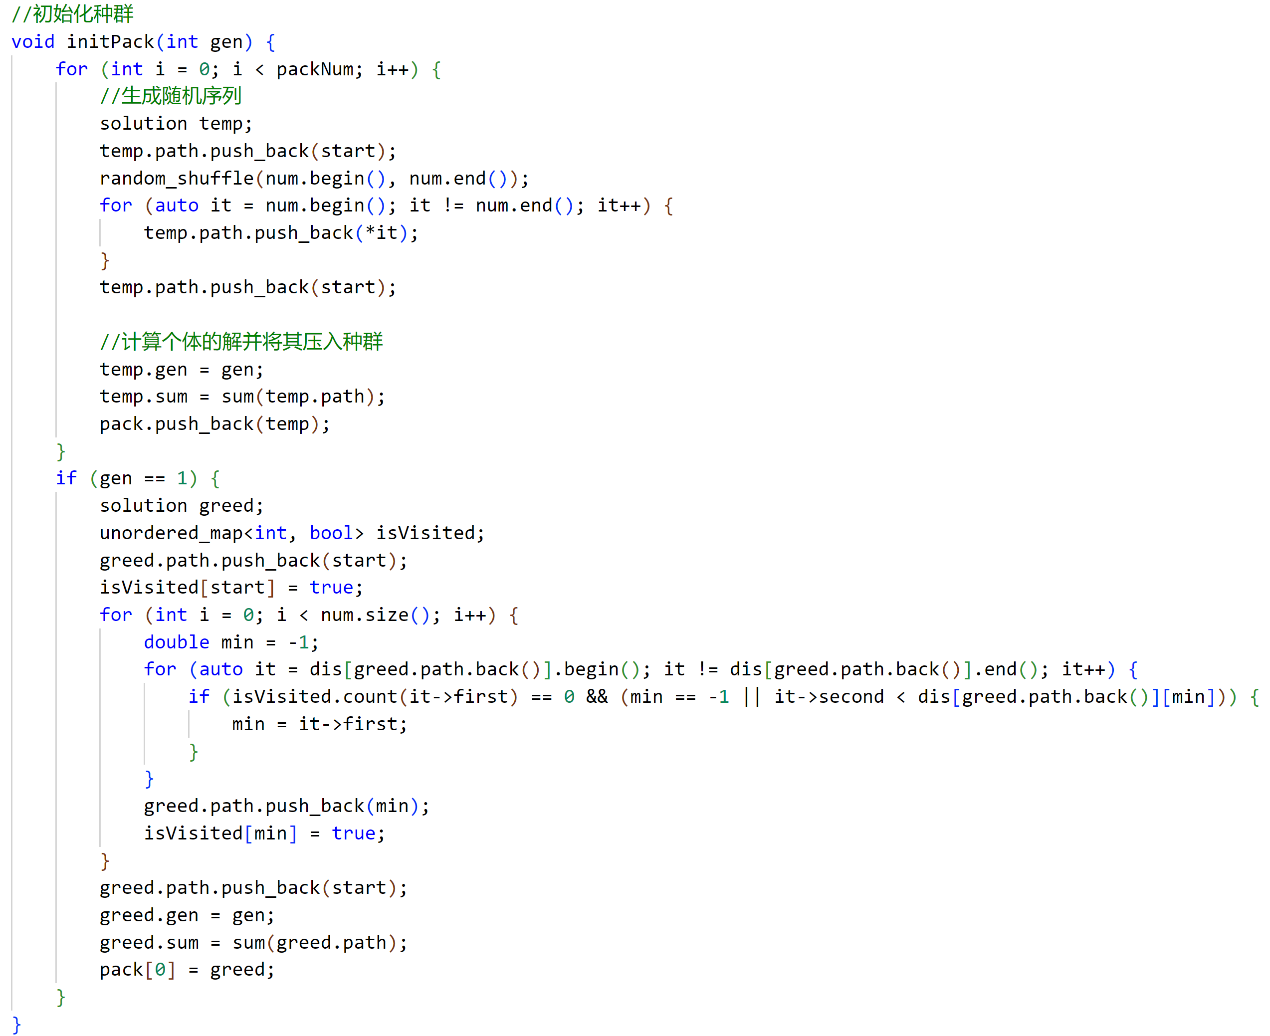 //初始化种群
void initPack(int gen) {
    for (int i = 0; i < packNum; i++) {
        //生成随机序列
        solution temp;
        temp.path.push_back(start);
        random_shuffle(num.begin(), num.end());
        for (auto it = num.begin(); it != num.end(); it++) {
            temp.path.push_back(*it);
        }
        temp.path.push_back(start);

        //计算个体的解并将其压入种群
        temp.gen = gen;
        temp.sum = sum(temp.path);
        pack.push_back(temp);
    }
    if (gen == 1) {
        solution greed;
        unordered_map<int, bool> isVisited;
        greed.path.push_back(start);
        isVisited[start] = true;
        for (int i = 0; i < num.size(); i++) {
            double min = -1;
            for (auto it = dis[greed.path.back()].begin(); it != dis[greed.path.back()].end(); it++) {
                if (isVisited.count(it->first) == 0 && (min == -1 || it->second < dis[greed.path.back()][min])) {
                    min = it->first;
                }
            }
            greed.path.push_back(min);
            isVisited[min] = true;
        }
        greed.path.push_back(start);
        greed.gen = gen;
        greed.sum = sum(greed.path);
        pack[0] = greed;
    }
}